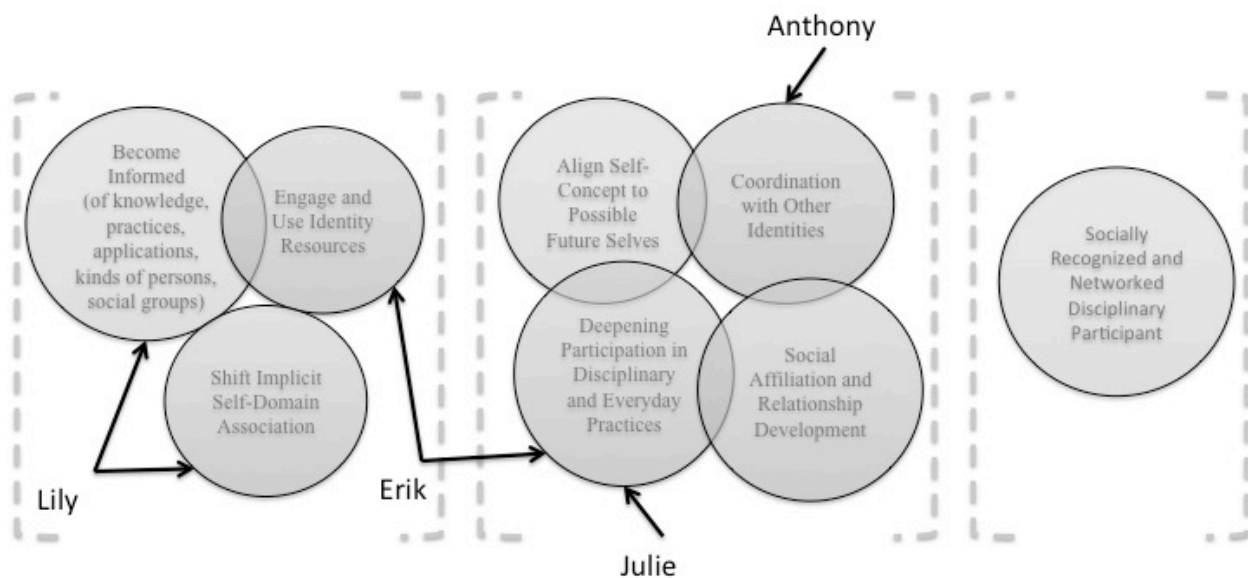 Anthony
Become
Informed
(of knowledge,
practices,
applications,
kinds of persons,
social groups)
Engage and
Use Identity
Resources
Shift Implicit
Self-Domain
Association
Lily
Erik
Align Self-
Concept to
Possible
Future Selves
Coordination
with Other
Identities
Deepening
Participation in
Disciplinary
and Everyday
Practices
Social
Affiliation and
Relationship
Development
Julie
Socially
Recognized and
Networked
Disciplinary
Participant